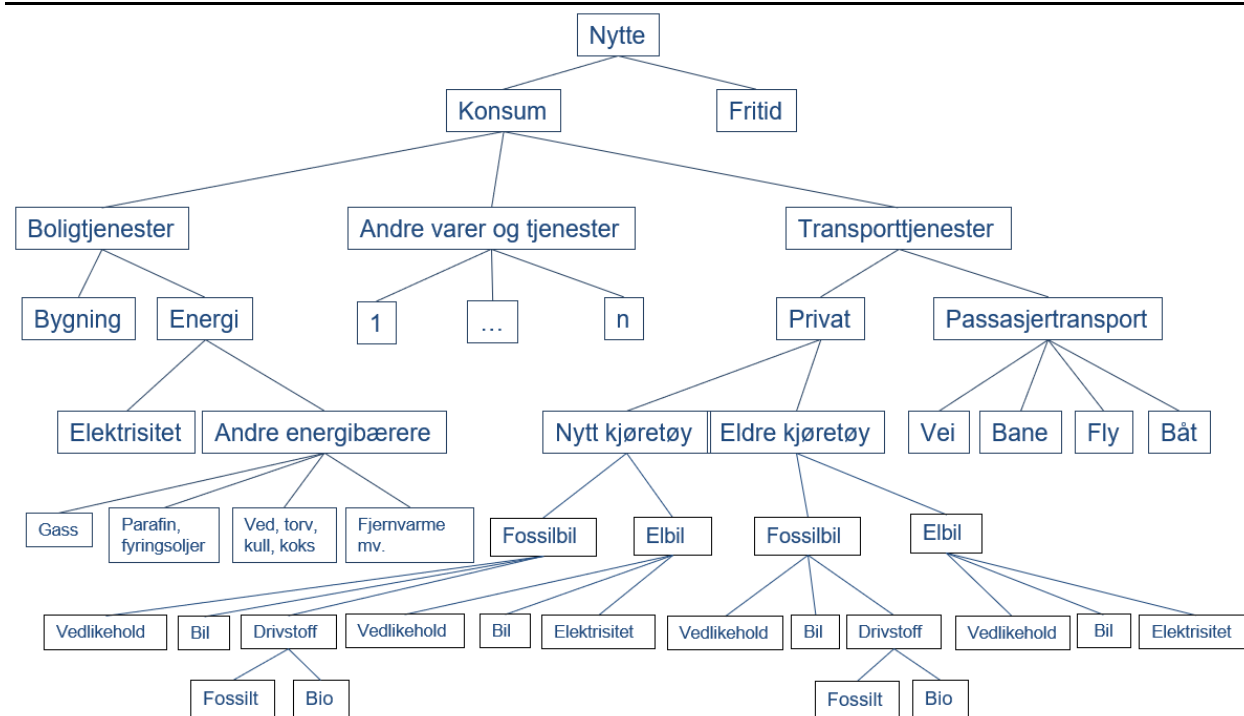 Nytte
Konsum
Fritid
Boligtjenester
Andre varer og tjenester
Transporttjenester
Bygning
Energi
1
...
n
Privat
Passasjertransport
Elektrisitet
Andre energibærere
Nytt kjøretøy
Eldre kjøretøy
Vei
Bane
Fly
Båt
Gass
Parafin,
fyringsoljer
Ved, torv,
kull, koks
Fjernvarme
mv.
Fossilbil
Elbil
Fossilbil
Elbil
Vedlikehold
Bil
Drivstoff
Vedlikehold
Bil
Elektrisitet
Vedlikehold
Bil
Drivstoff
Vedlikehold
Bil
Elektrisitet
Fossilt
Bio
Fossilt
Bio